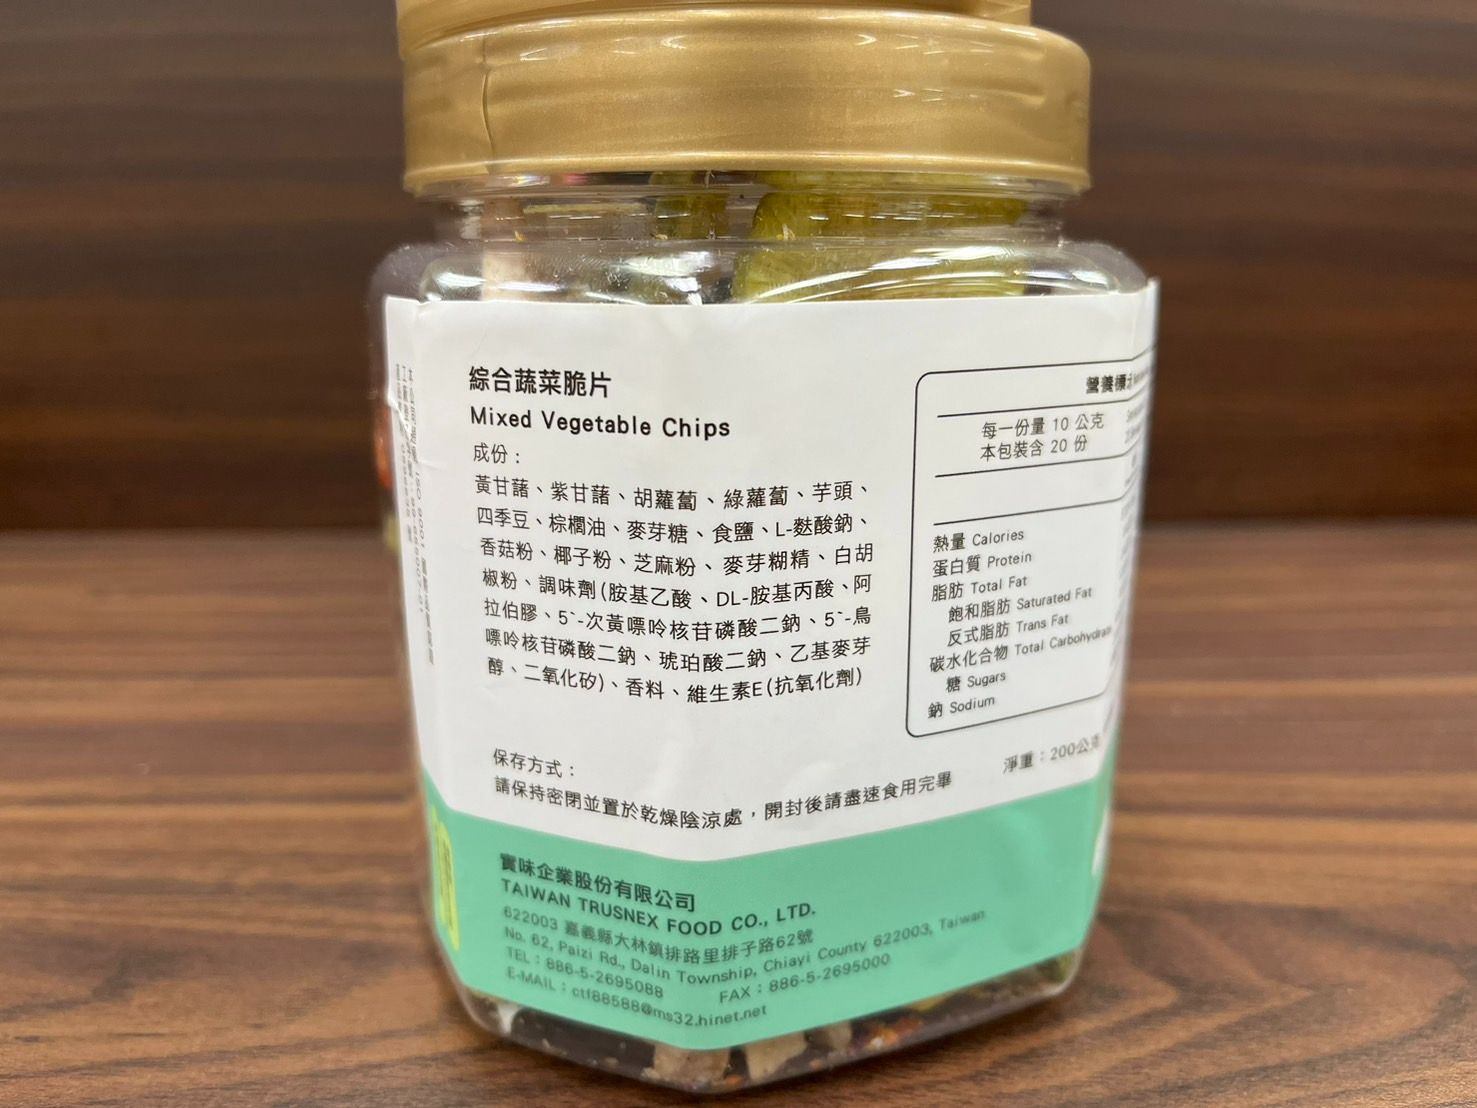 綜合蔬菜脆片
Mixed Vegetable Chips
成份：
黃甘藷、紫甘藷、胡蘿蔔、綠蘿蔔、芋頭、
四季豆、棕櫚油、麥芽糖、食鹽、L-麩酸鈉、
香菇粉、椰子粉、芝麻粉、麥芽糊精、白胡
椒粉、調味劑(胺基乙酸、DL-胺基丙酸、阿
拉伯膠、5`-次黃嘌呤核苷磷酸二鈉、5`-鳥
嘌呤核苷磷酸二鈉、琥珀酸二鈉、乙基麥芽
醇、二氧化矽)、香料、維生素E(抗氧化劑)
保存方式：
請保持密閉並置於乾燥陰涼處，開封後請盡速食用完畢
營養標示
每一份量 10 公克
本包裝含 20 份
熱量 Calories
蛋白質 Protein
脂肪 Total Fat
飽和脂肪 Saturated Fat
反式脂肪 Trans Fat
碳水化合物 Total Carbohydrate
糖 Sugars
鈉 Sodium
淨重：200公克
實味企業股份有限公司
TAIWAN TRUSNEX FOOD CO., LTD.
622003 嘉義縣大林鎮排路里排子路62號
No. 62, Paizi Rd., Dalin Township, Chiayi County 622003, Taiwan
TEL：886-5-2695088 FAX：886-5-2695000
E-MAIL：ctf88588@ms32.hinet.net